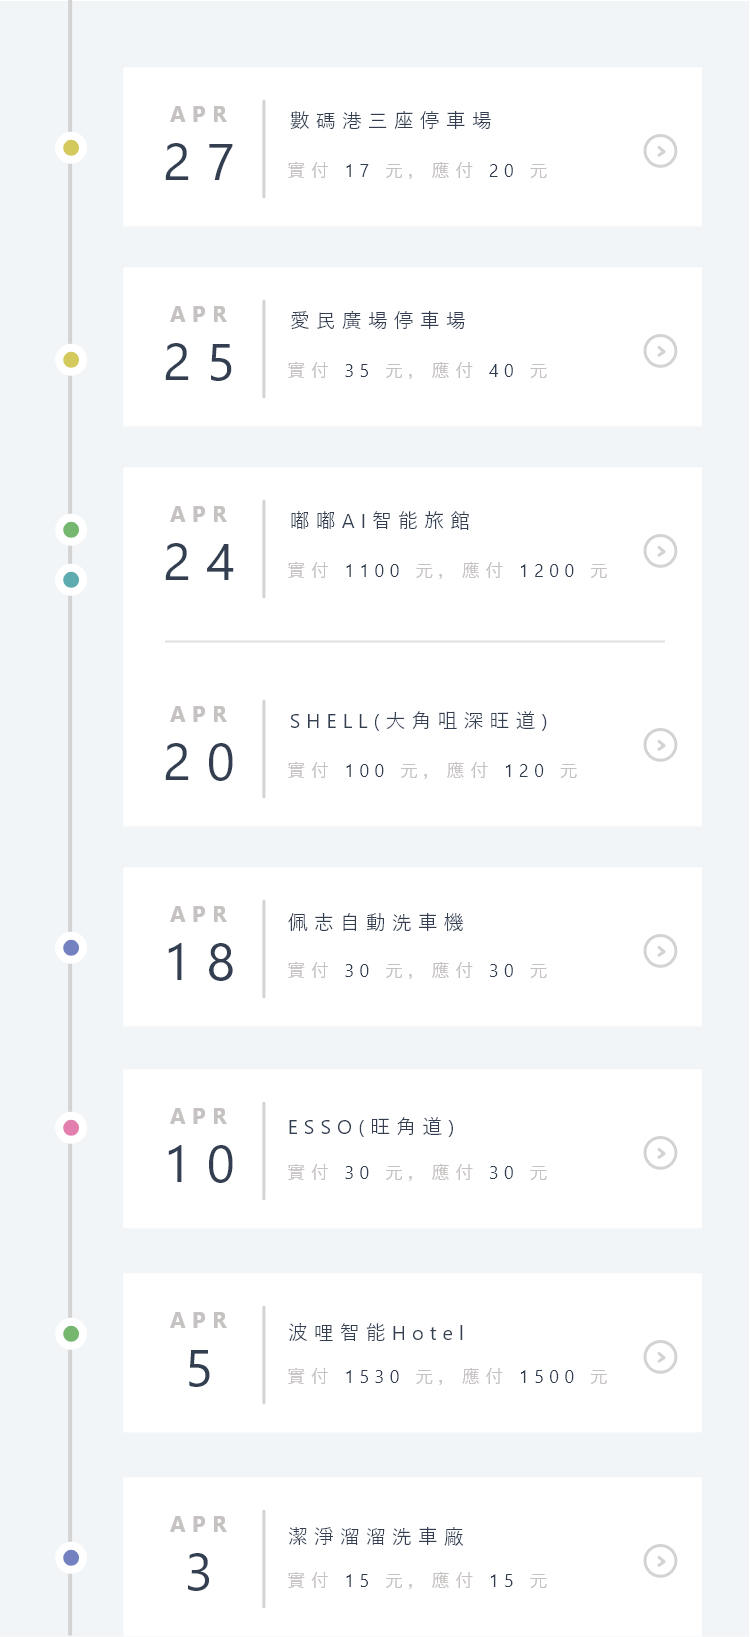 APR
27
數碼港三座停車場
實付 17 元，應付 20 元
APR
25
愛民廣場停車場
實付 35 元，應付 40 元
APR
24
嘟嘟AI智能旅館
實付 1100 元，應付 1200 元
APR
20
SHELL(大角咀深旺道)
實付 100 元，應付 120 元
APR
18
佩志自動洗車機
實付 30 元，應付 30 元
APR
10
ESSO(旺角道)
實付 30 元，應付 30 元
APR
5
波哩智能Hotel
實付 1530 元，應付 1500 元
APR
3
潔淨溜溜洗車廠
實付 15 元，應付 15 元